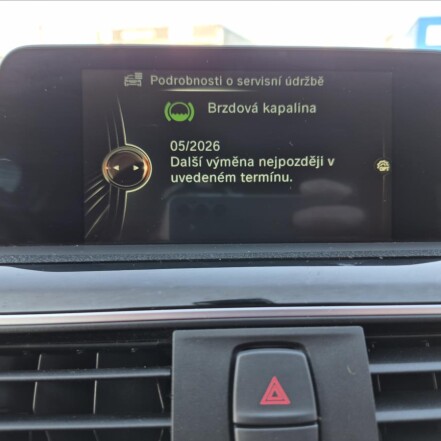 Podrobnosti o servisní údržbě
Brzdová kapalina
05/2026
Další výměna nejpozději v
uvedeném termínu.